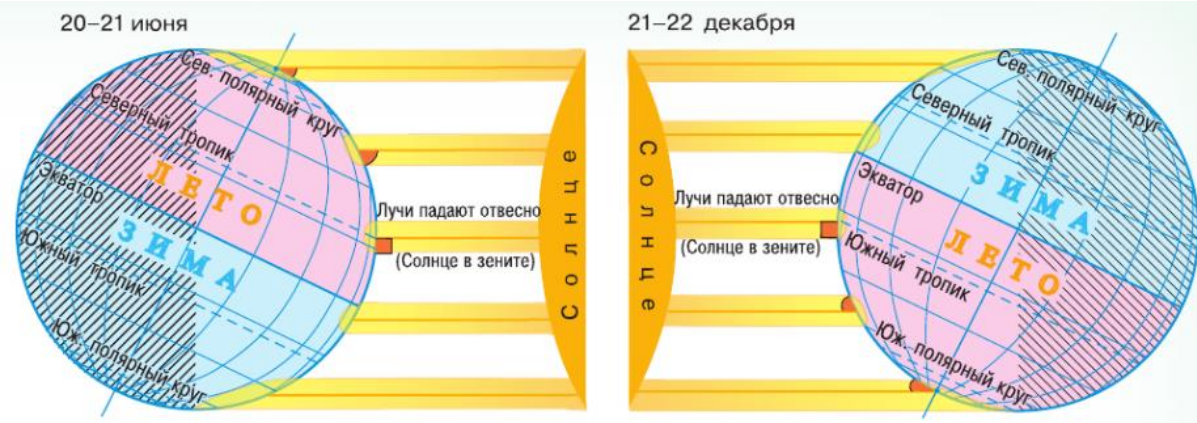 20–21 июня
Сев. полярный круг
Северный тропик
Экватор
ЛЕТО
ЗИМА
Южный тропик
Юж. полярный круг
Лучи падают отвесно
(Солнце в зените)
Солнце
21–22 декабря
Солнце
Лучи падают отвесно
(Солнце в зените)
Сев. полярный круг
Северный тропик
ЗИМА
Экватор
ЛЕТО
Южный тропик
Юж. полярный круг